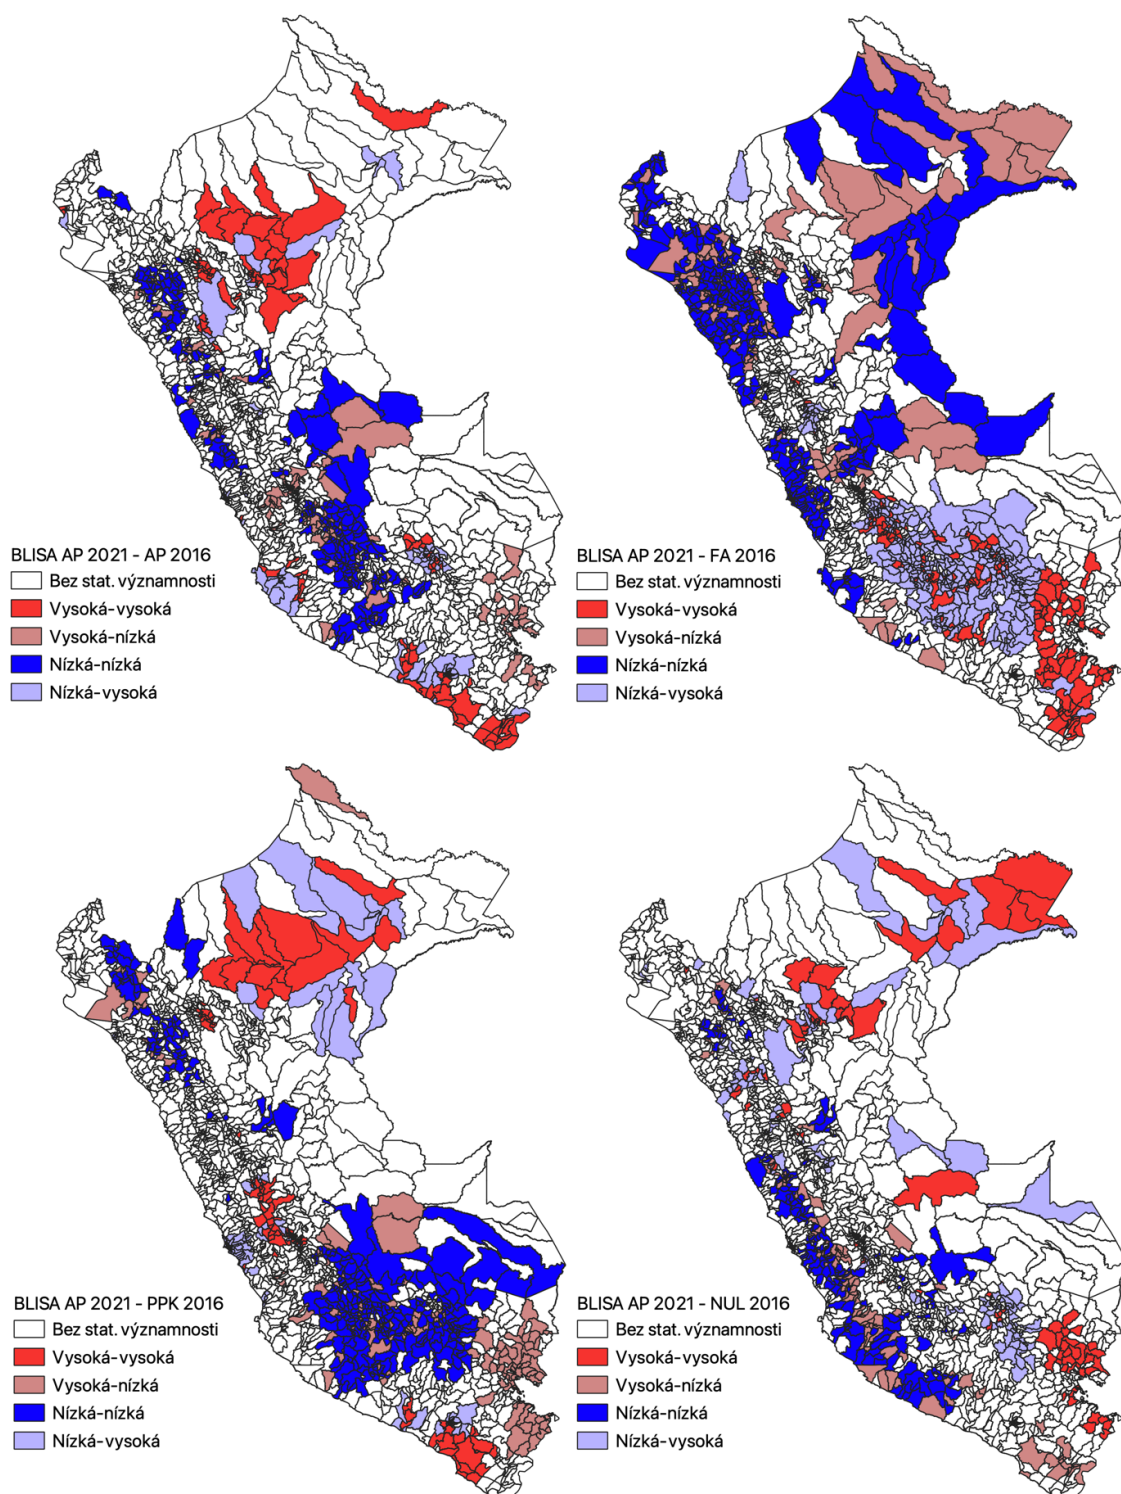 BLISA AP 2021 - AP 2016
Bez stat. významnosti
Vysoká-vysoká
Vysoká-nízká
Nízká-nízká
Nízká-vysoká
BLISA AP 2021 - FA 2016
Bez stat. významnosti
Vysoká-vysoká
Vysoká-nízká
Nízká-nízká
Nízká-vysoká
BLISA AP 2021 - PPK 2016
Bez stat. významnosti
Vysoká-vysoká
Vysoká-nízká
Nízká-nízká
Nízká-vysoká
BLISA AP 2021 - NUL 2016
Bez stat. významnosti
Vysoká-vysoká
Vysoká-nízká
Nízká-nízká
Nízká-vysoká